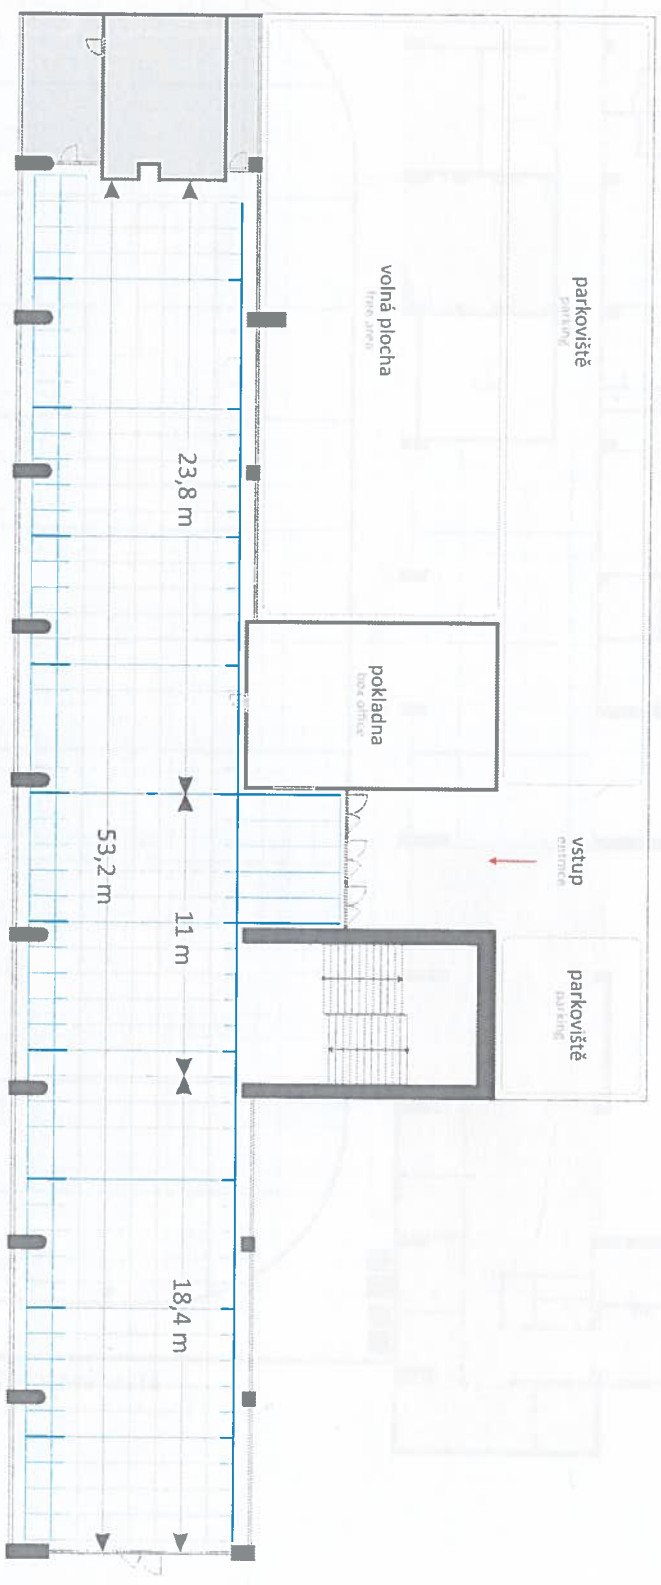 parkoviště
parking
volná plocha
free area
23,8 m
pokladna
box office
vstup
entrnce
53,2 m
11 m
parkoviště
parking
18,4 m